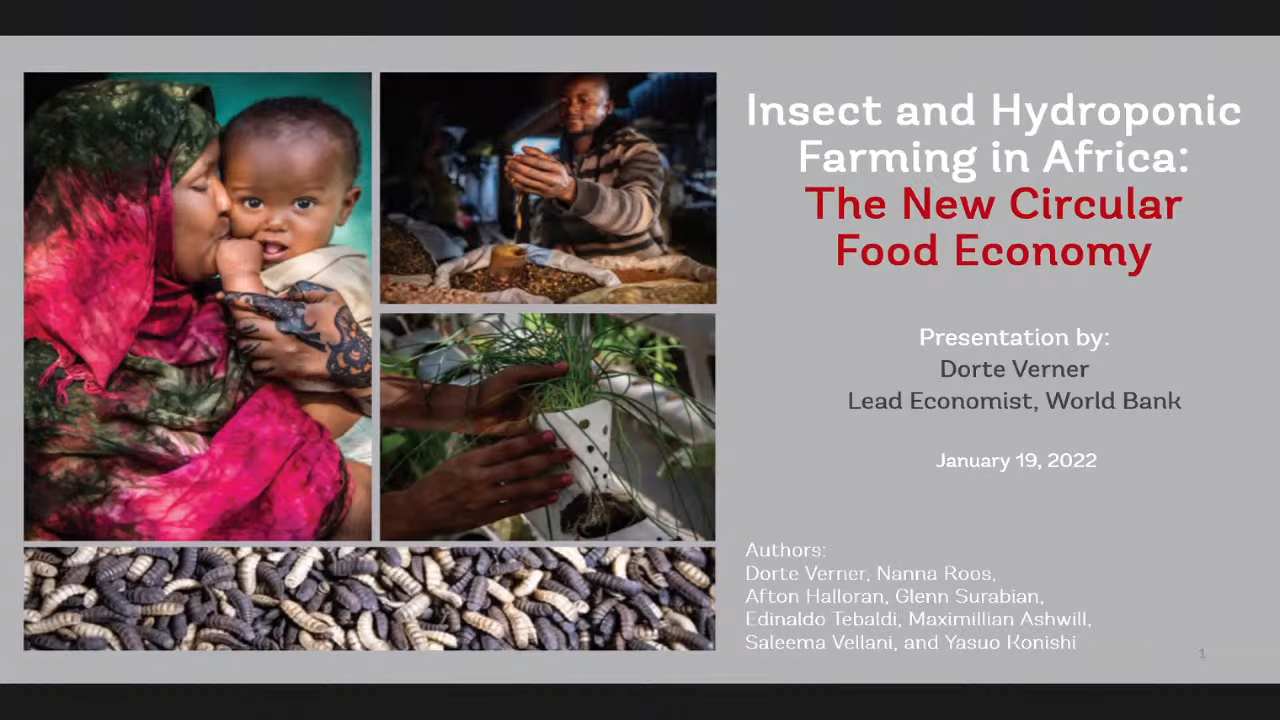 Insect and Hydroponic
Farming in Africa:
The New Circular
Food Economy
Presentation by:
Dorte Verner
Lead Economist, World Bank
January 19, 2022
Authors:
Dorte Verner, Nanna Roos,
Afton Halloran, Glenn Surabian,
Edinaldo Tebaldi, Maximillian Ashwill,
Saleema Vellani, and Yasuo Konishi
1